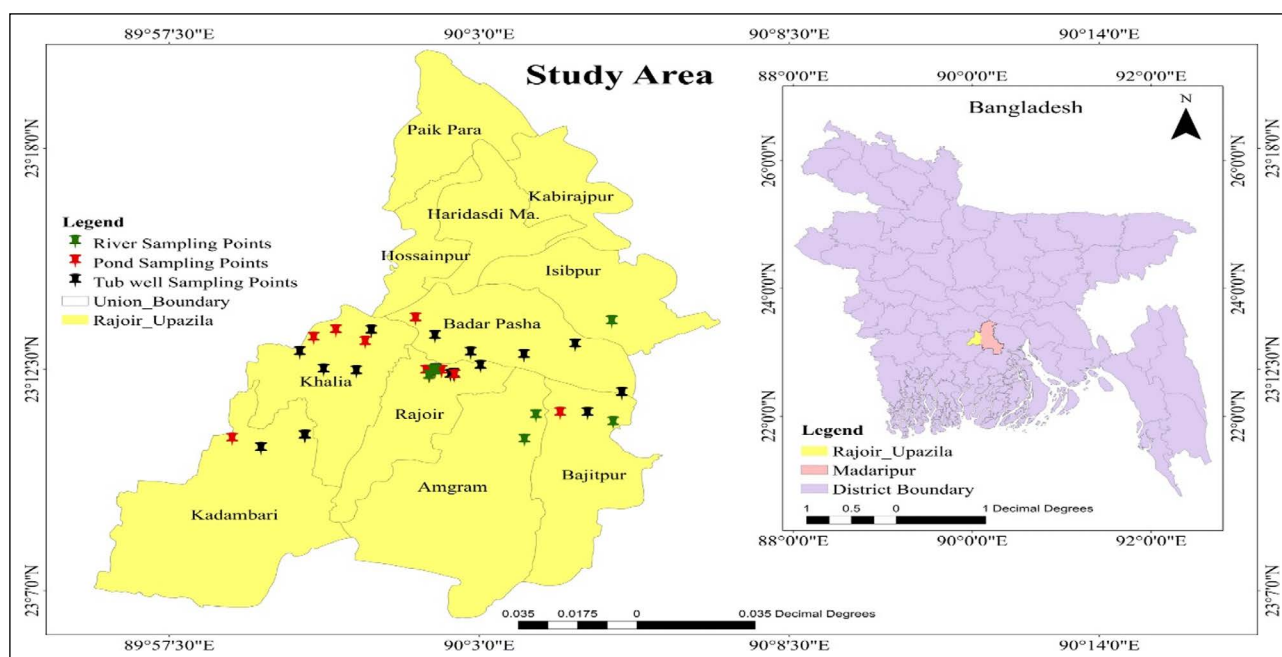 89°57'30"E
90°3'0"E
90°8'30"E
90°14'0"E
Study Area
23°18'0"N
23°12'30"N
23°7'0"N
Paik Para
Kabirajpur
Haridasdi Ma.
Hossainpur
Isibpur
Badar Pasha
Khalia
Rajoir
Amgram
Bajitpur
Kadambari
Legend
River Sampling Points
Pond Sampling Points
Tub well Sampling Points
Union_Boundary
Rajoir_Upazila
0.035 0.0175 0 0.035 Decimal Degrees
88°0'0"E
90°0'0"E
92°0'0"E
Bangladesh
N
26°0'0"N
24°0'0"N
22°0'0"N
26°0'0"N
24°0'0"N
22°0'0"N
Legend
Rajoir_Upazila
Madaripur
District Boundary
1 0.5 0 1 Decimal Degrees
88°0'0"E
90°0'0"E
92°0'0"E
23°18'0"N
23°12'30"N
23°7'0"N
89°57'30"E
90°3'0"E
90°8'30"E
90°14'0"E